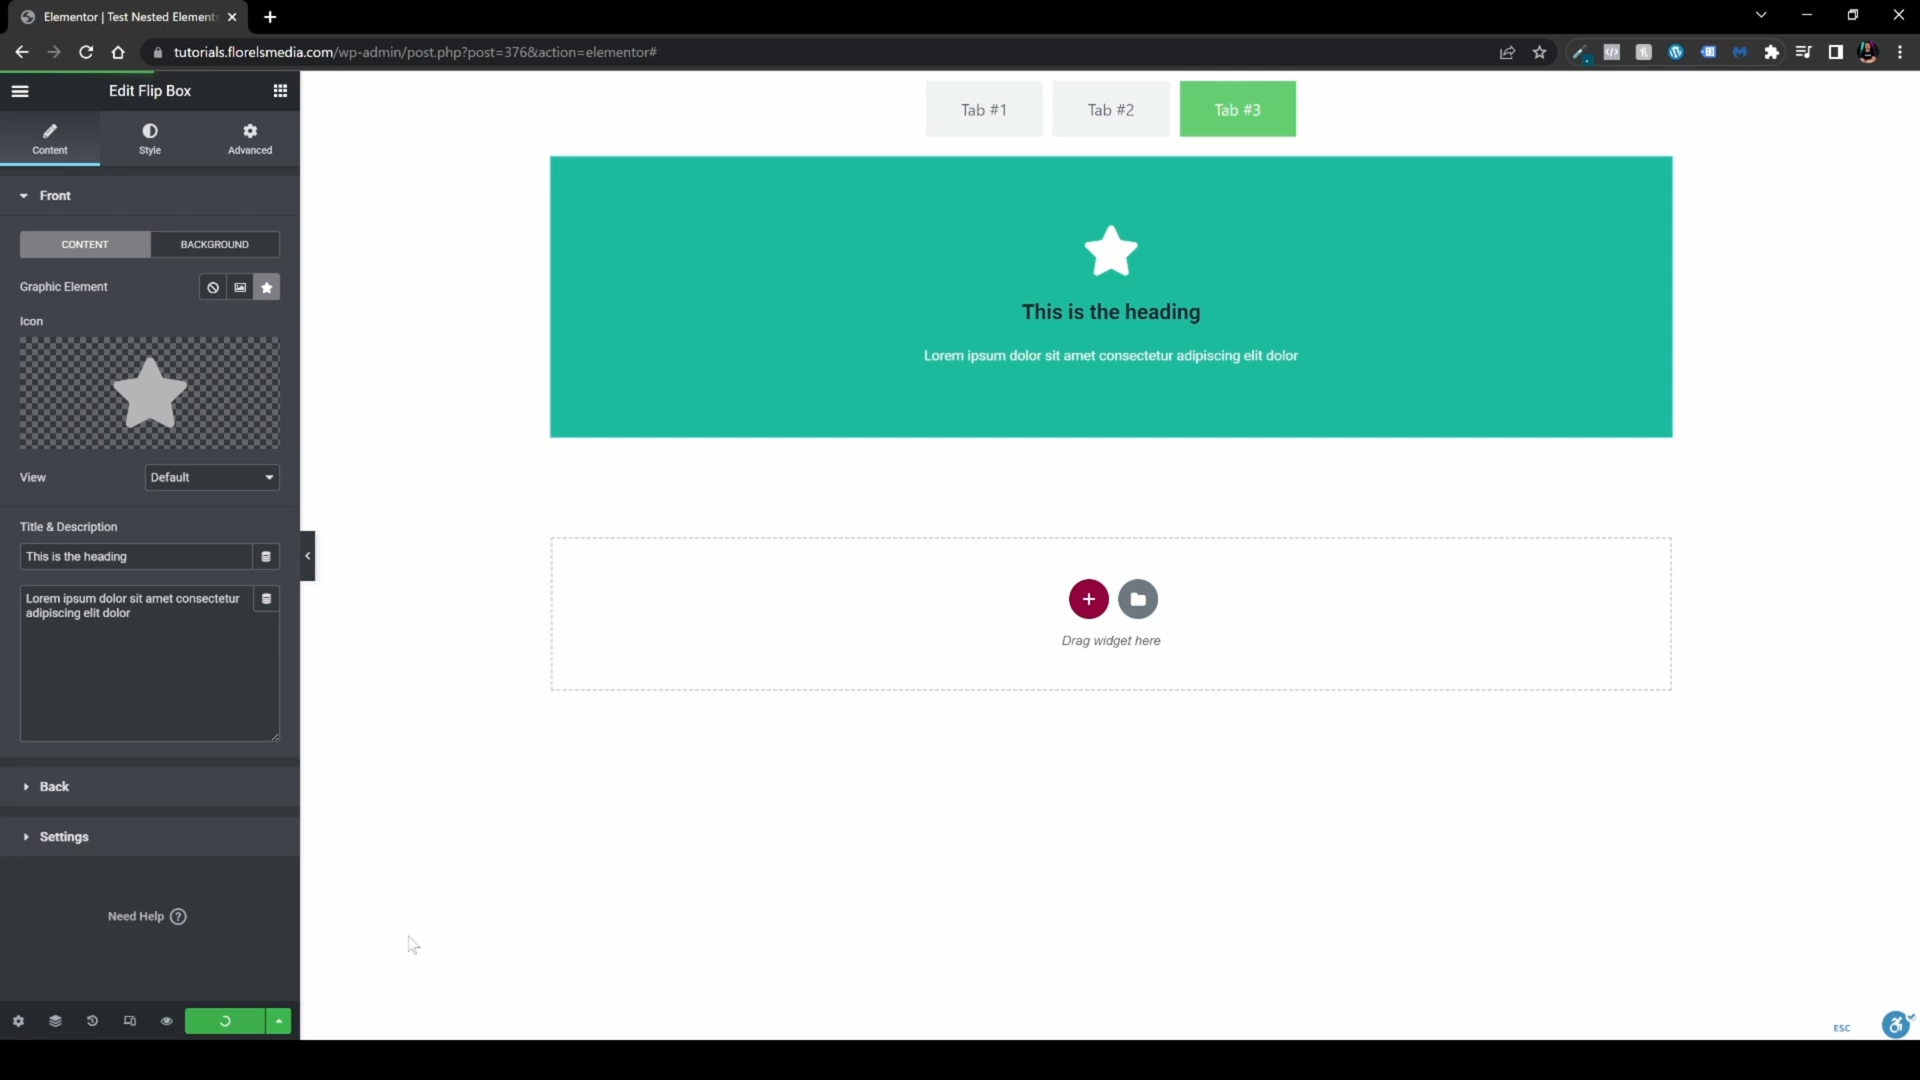 Elementor | Test Nested Elements
tutorials.florelsmedia.com/wp-admin/post.php?post=376&action=elementor#
Edit Flip Box
Content
Style
Advanced
Front
CONTENT
BACKGROUND
Graphic Element
Icon
View
Default
Title & Description
This is the heading
Lorem ipsum dolor sit amet consectetur
adipiscing elit dolor
Back
Settings
Need Help ?
Tab #1
Tab #2
Tab #3
This is the heading
Lorem ipsum dolor sit amet consectetur adipiscing elit dolor
Drag widget here
ESC